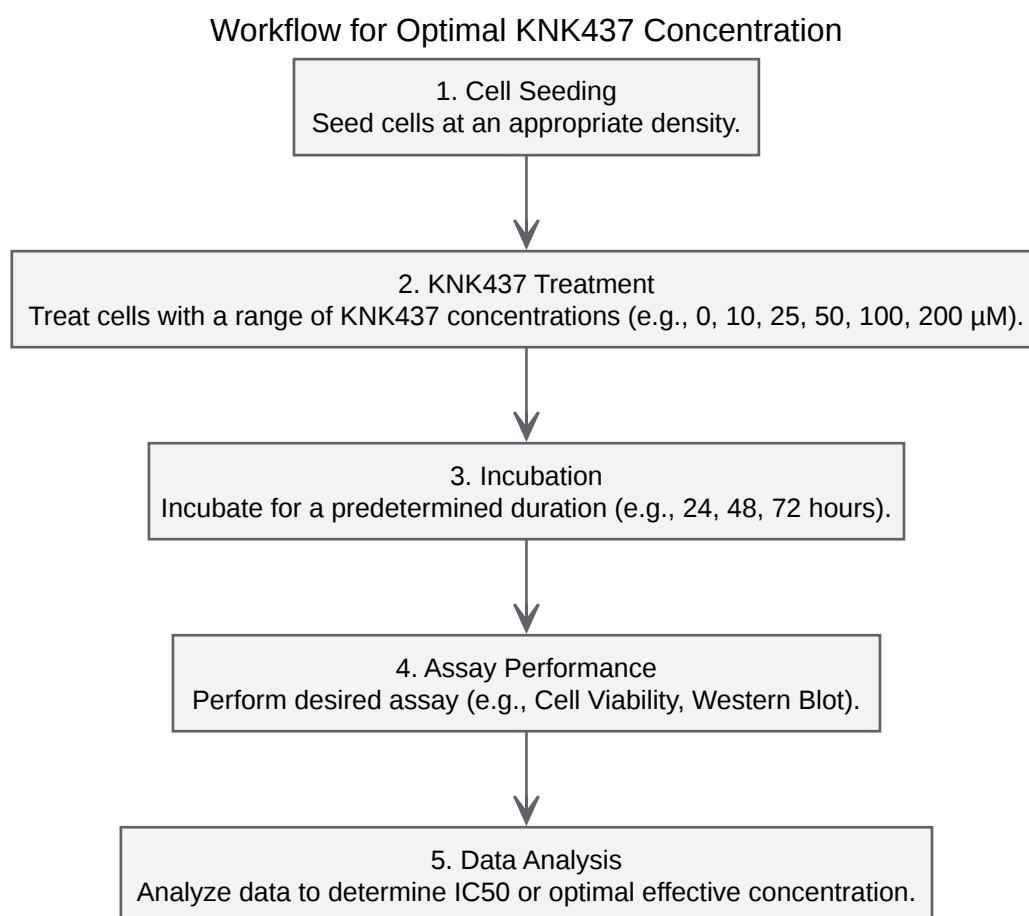 Workflow for Optimal KNK437 Concentration
1. Cell Seeding
Seed cells at an appropriate density.
2. KNK437 Treatment
Treat cells with a range of KNK437 concentrations (e.g., 0, 10, 25, 50, 100, 200 µM).
3. Incubation
Incubate for a predetermined duration (e.g., 24, 48, 72 hours).
4. Assay Performance
Perform desired assay (e.g., Cell Viability, Western Blot).
5. Data Analysis
Analyze data to determine IC50 or optimal effective concentration.